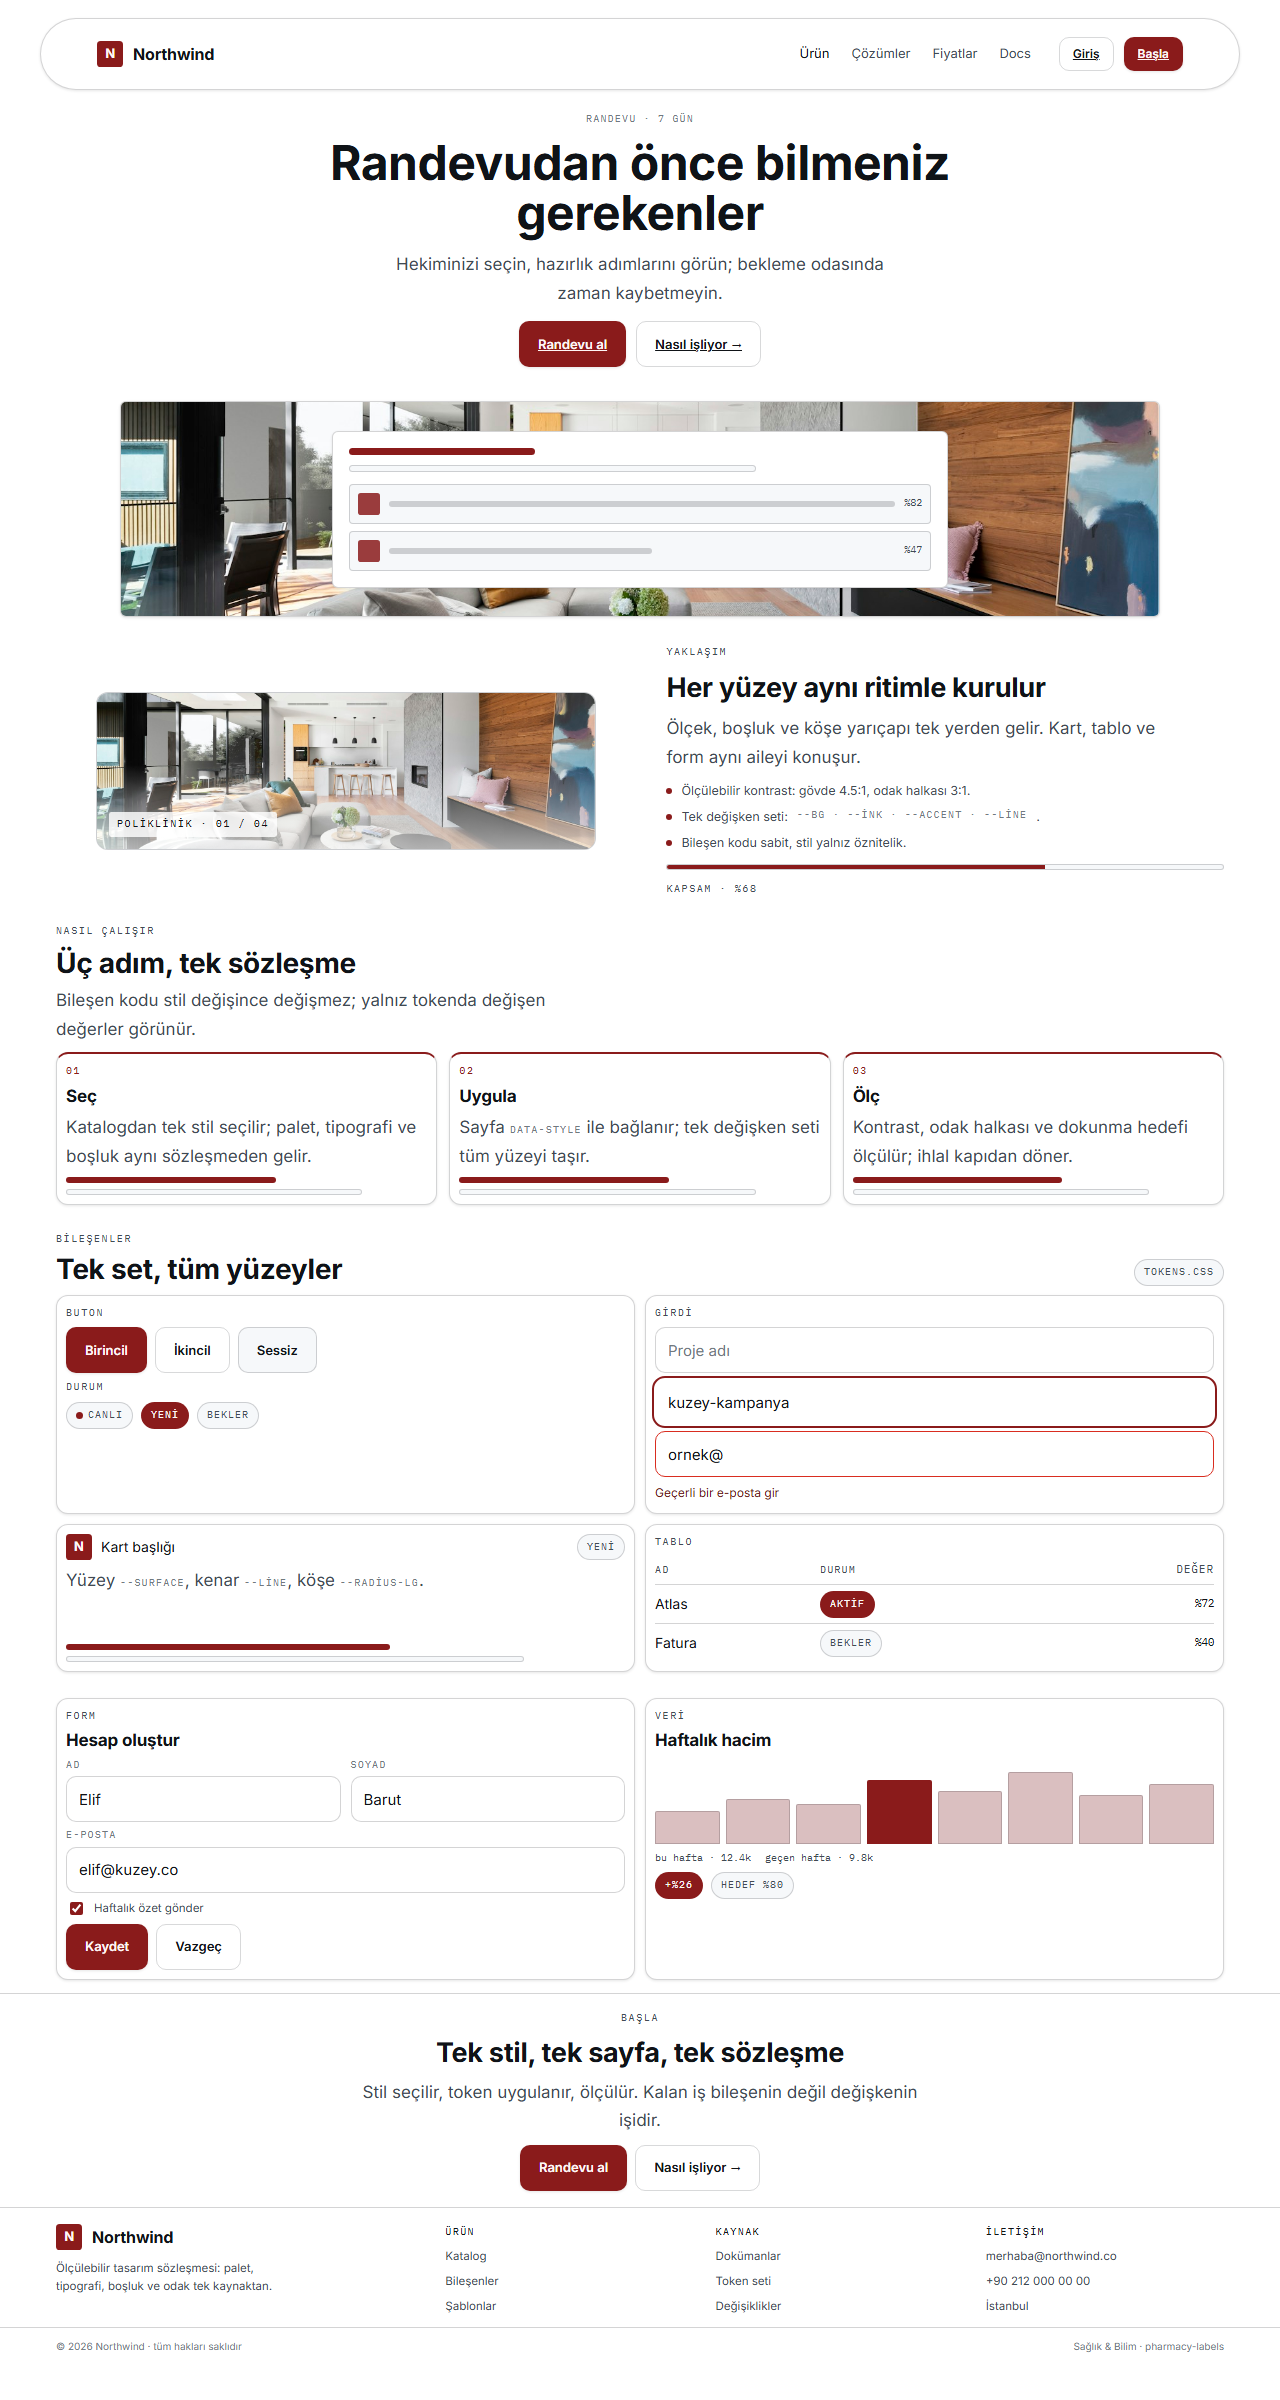 N Northwind
Ürün Çözümler Fiyatlar Docs Giriş Başla
RANDEVU · 7 GÜN
Randevudan önce bilmeniz
gerekenler
Hekiminizi seçin, hazırlık adımlarını görün; bekleme odasında
zaman kaybetmeyin.
Randevu al Nasıl işliyor →
%82
%47
POLİKLİNİK · 01 / 04
YAKLAŞIM
Her yüzey aynı ritimle kurulur
Ölçek, boşluk ve köşe yarıçapı tek yerden gelir. Kart, tablo ve
form aynı aileyi konuşur.
Ölçülebilir kontrast: gövde 4.5:1, odak halkası 3:1.
Tek değişken seti: --BG · --İNK · --ACCENT · --LİNE .
Bileşen kodu sabit, stil yalnız öznitelik.
KAPSAM · %68
NASIL ÇALIŞIR
Üç adım, tek sözleşme
Bileşen kodu stil değişince değişmez; yalnız tokenda değişen
değerler görünür.
01
Seç
Katalogdan tek stil seçilir; palet, tipografi ve
boşluk aynı sözleşmeden gelir.
02
Uygula
Sayfa DATA-STYLE ile bağlanır; tek değişken seti
tüm yüzeyi taşır.
03
Ölç
Kontrast, odak halkası ve dokunma hedefi
ölçülür; ihlal kapıdan döner.
BİLEŞENLER
Tek set, tüm yüzeyler
TOKENS.CSS
BUTON
Birincil İkincil Sessiz
DURUM
CANLI YENİ BEKLER
GİRDİ
Proje adı
kuzey-kampanya
ornek@
Geçerli bir e-posta gir
N Kart başlığı YENİ
Yüzey --SURFACE, kenar --LİNE, köşe --RADİUS-LG.
TABLO
AD DURUM DEĞER
Atlas AKTİF %72
Fatura BEKLER %40
FORM
Hesap oluştur
AD SOYAD
Elif Barut
E-POSTA
elif@kuzey.co
Haftalık özet gönder
Kaydet Vazgeç
VERİ
Haftalık hacim
bu hafta · 12.4k geçen hafta · 9.8k
+%26 HEDEF %80
BAŞLA
Tek stil, tek sayfa, tek sözleşme
Stil seçilir, token uygulanır, ölçülür. Kalan iş bileşenin değil değişkenin
işidir.
Randevu al Nasıl işliyor →
N Northwind
Ölçülebilir tasarım sözleşmesi: palet,
tipografi, boşluk ve odak tek kaynaktan.
ÜRÜN
Katalog
Bileşenler
Şablonlar
KAYNAK
Dokümanlar
Token seti
Değişiklikler
İLETİŞİM
merhaba@northwind.co
+90 212 000 00 00
İstanbul
© 2026 Northwind · tüm hakları saklıdır
Sağlık & Bilim · pharmacy-labels